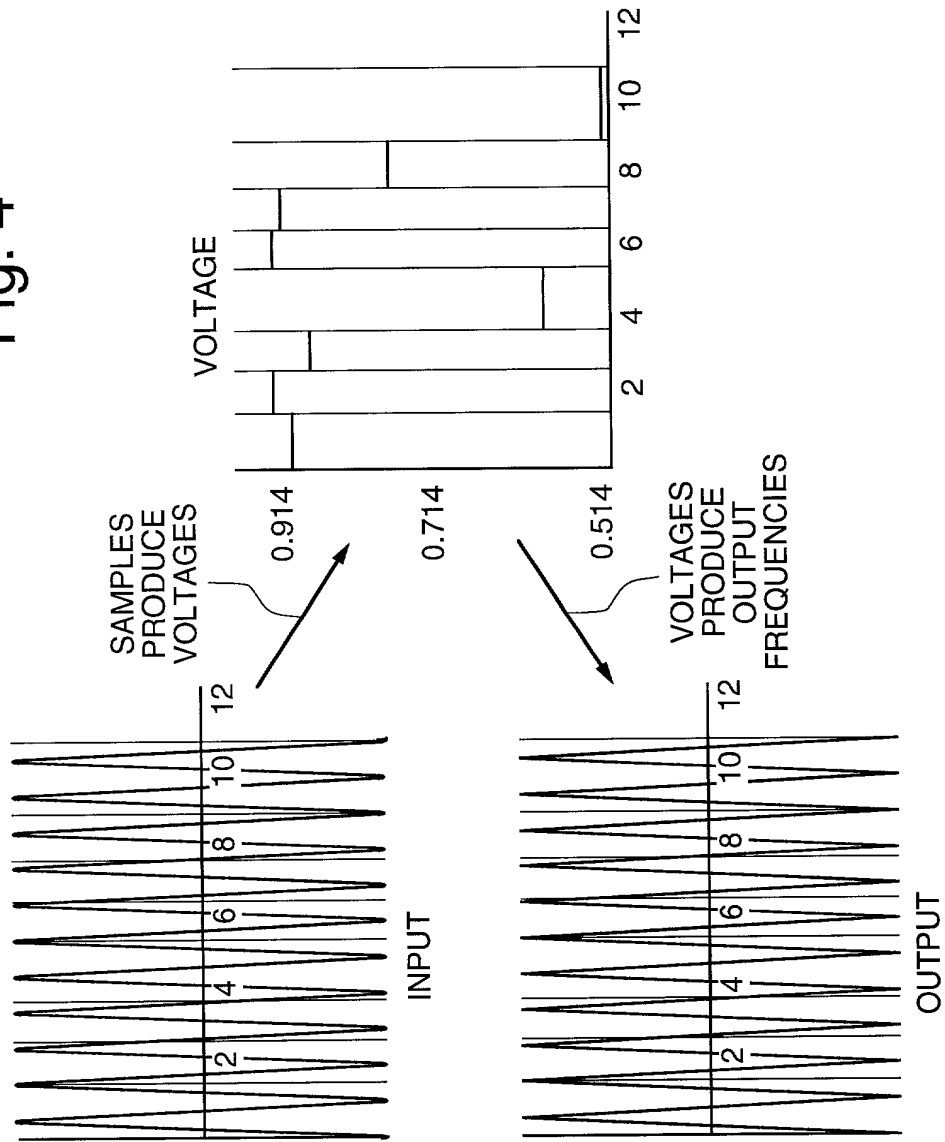 Fig. 4
SAMPLES
PRODUCE
VOLTAGES
VOLTAGE
0.914
0.714
0.514
2 4 6 8 10 12
2 4 6 8 10 12
INPUT
VOLTAGES
PRODUCE
OUTPUT
FREQUENCIES
2 4 6 8 10 12
OUTPUT